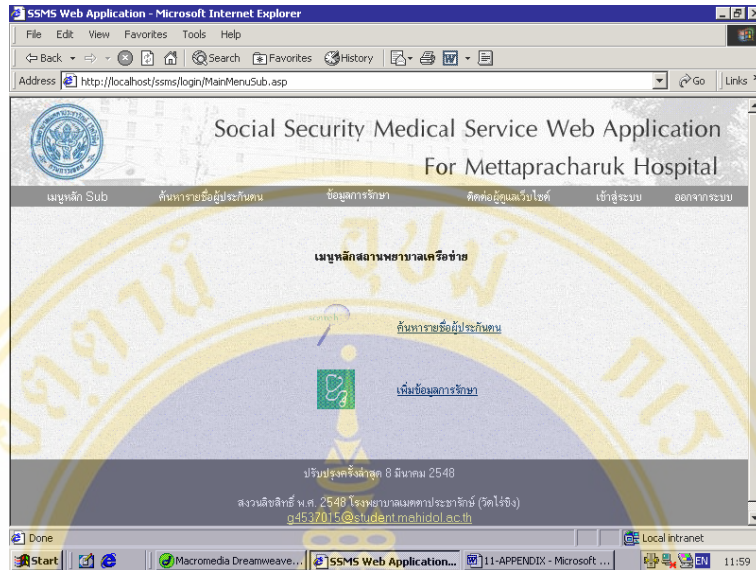 SSMS Web Application - Microsoft Internet Explorer
File Edit View Favorites Tools Help
Back Search Favorites History
Address http://localhost/ssms/login/MainMenuSub.asp Go Links
Social Security Medical Service Web Application
For Mettapracharuk Hospital
เมนูหลัก Sub ค้นหารายชื่อผู้ประกันตน ข้อมูลการรักษา ติดต่อผู้ดูแลเว็บไซต์ เข้าสู่ระบบ ออกจากระบบ
เมนูหลักสถานพยาบาลเครือข่าย
search
ค้นหารายชื่อผู้ประกันตน
เพิ่มข้อมูลการรักษา
ปรับปรุงครั้งล่าสุด 8 มีนาคม 2548
สงวนลิขสิทธิ์ พ.ศ. 2548 โรงพยาบาลเมตตาประชารักษ์ (วัดไร่ขิง)
g4537015@student.mahidol.ac.th
Done Local intranet
Start Macromedia Dreamweave... SSMS Web Application... 11-APPENDIX - Microsoft ... EN 11:59